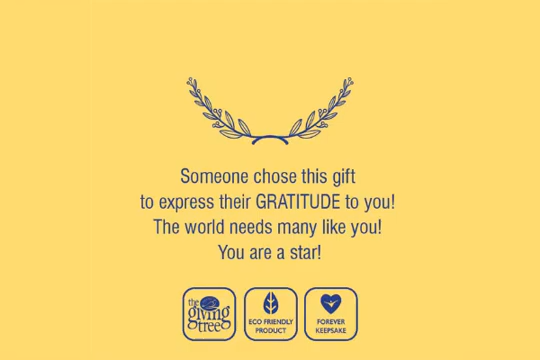 Someone chose this gift
to express their GRATITUDE to you!
The world needs many like you!
You are a star!
the
giving
tree
ECO FRIENDLY
PRODUCT
FOREVER
KEEPSAKE